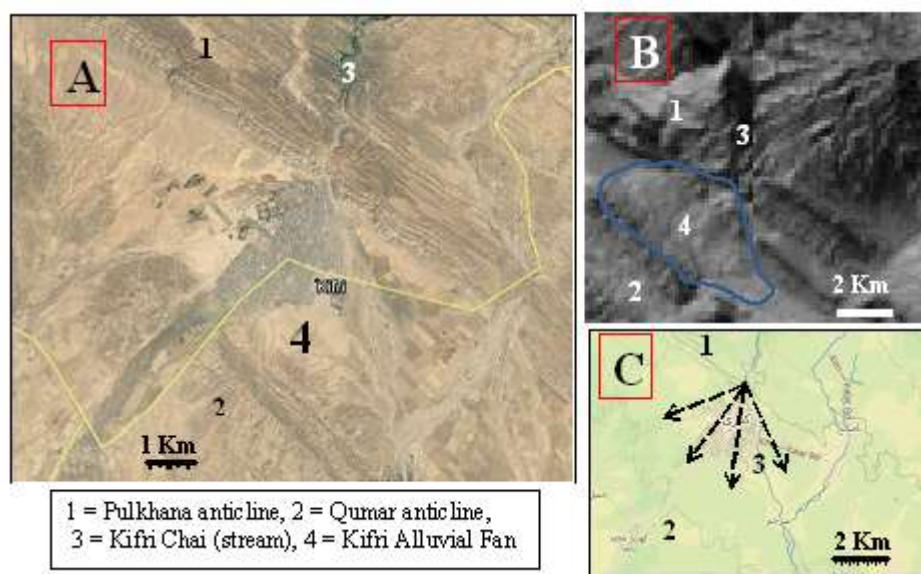 A
1
3
Kifri
4
2
1 Km
B
1
3
4
2
2 Km
C
1
3
2
2 Km
1 = Pulkhana anticline, 2 = Qumar anticline,
3 = Kifri Chai (stream), 4 = Kifri Alluvial Fan